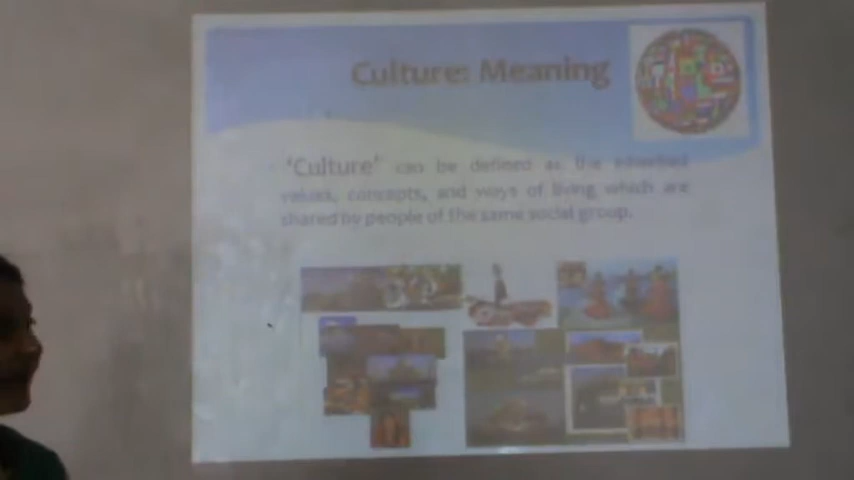 Culture: Meaning
'Culture' can be defined as the inherited
values, concepts, and ways of living which are
shared by people of the same social group.